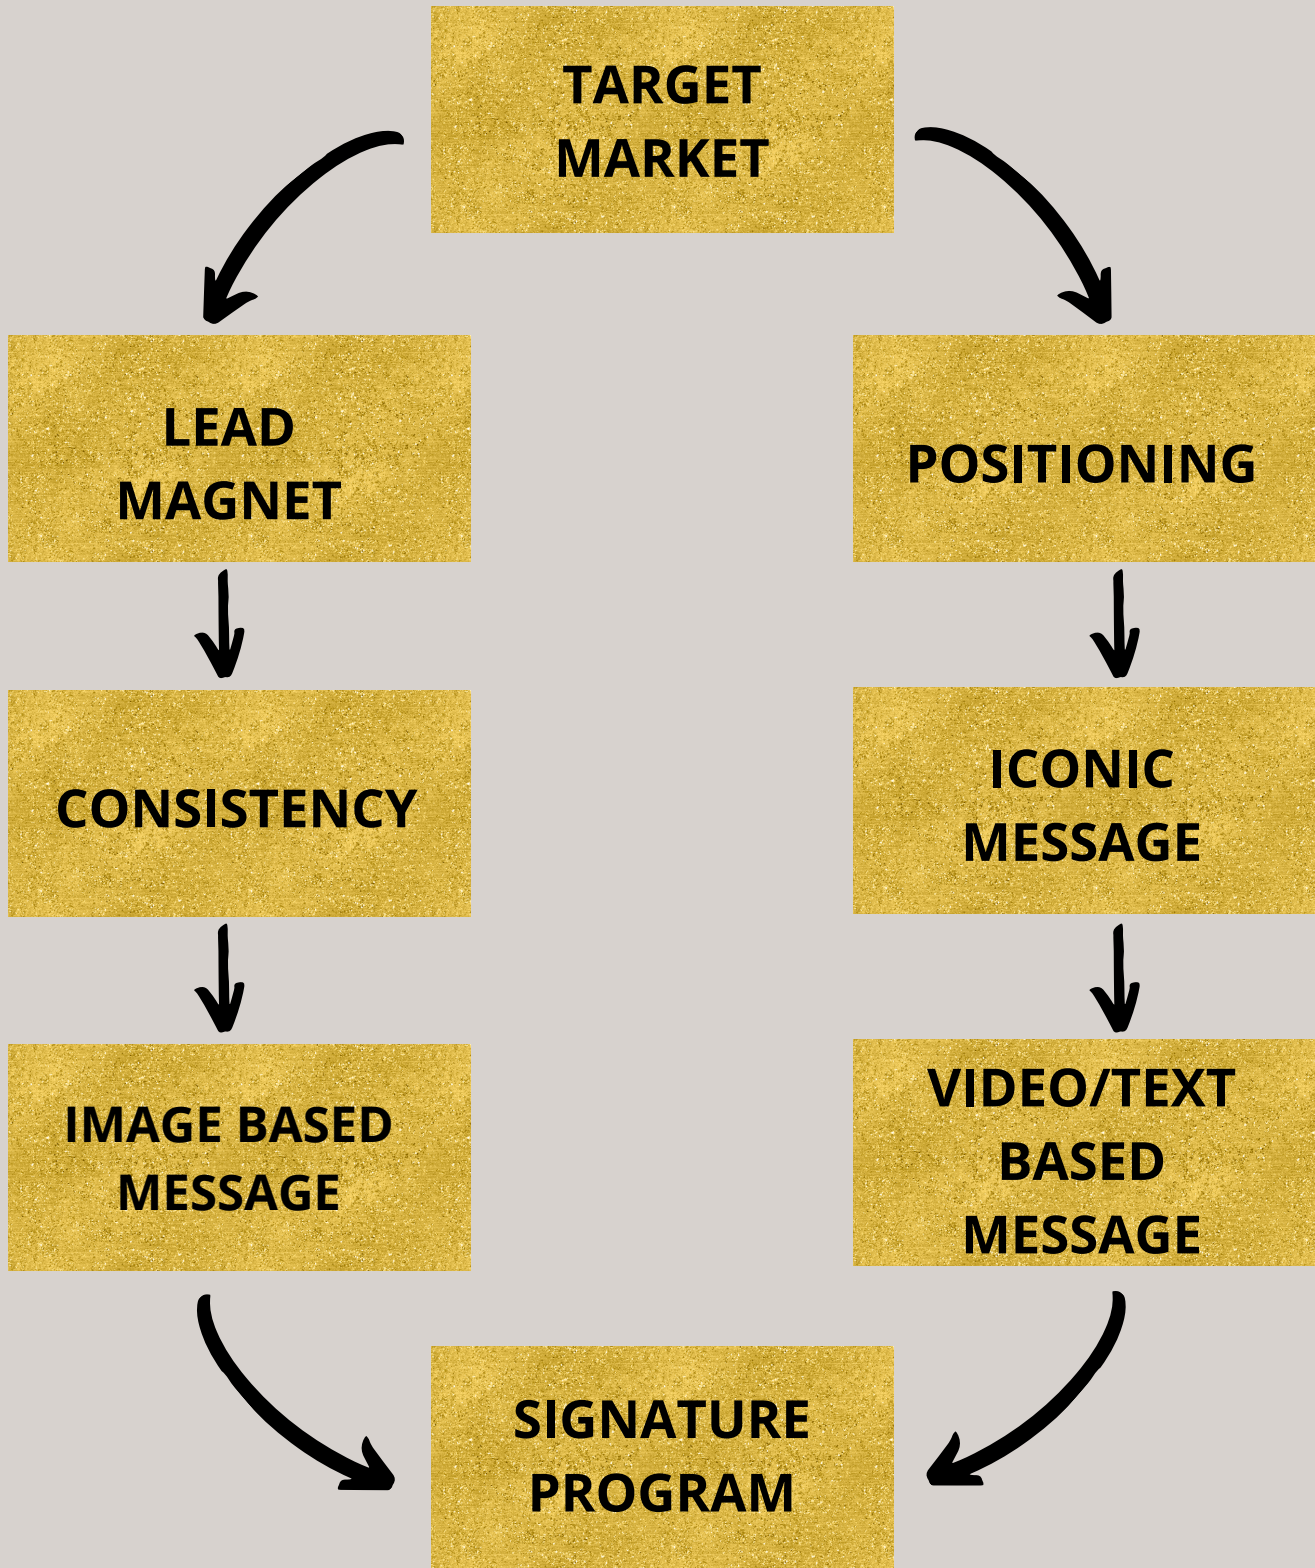 TARGET
MARKET
LEAD
MAGNET
POSITIONING
CONSISTENCY
ICONIC
MESSAGE
IMAGE BASED
MESSAGE
VIDEO/TEXT
BASED
MESSAGE
SIGNATURE
PROGRAM